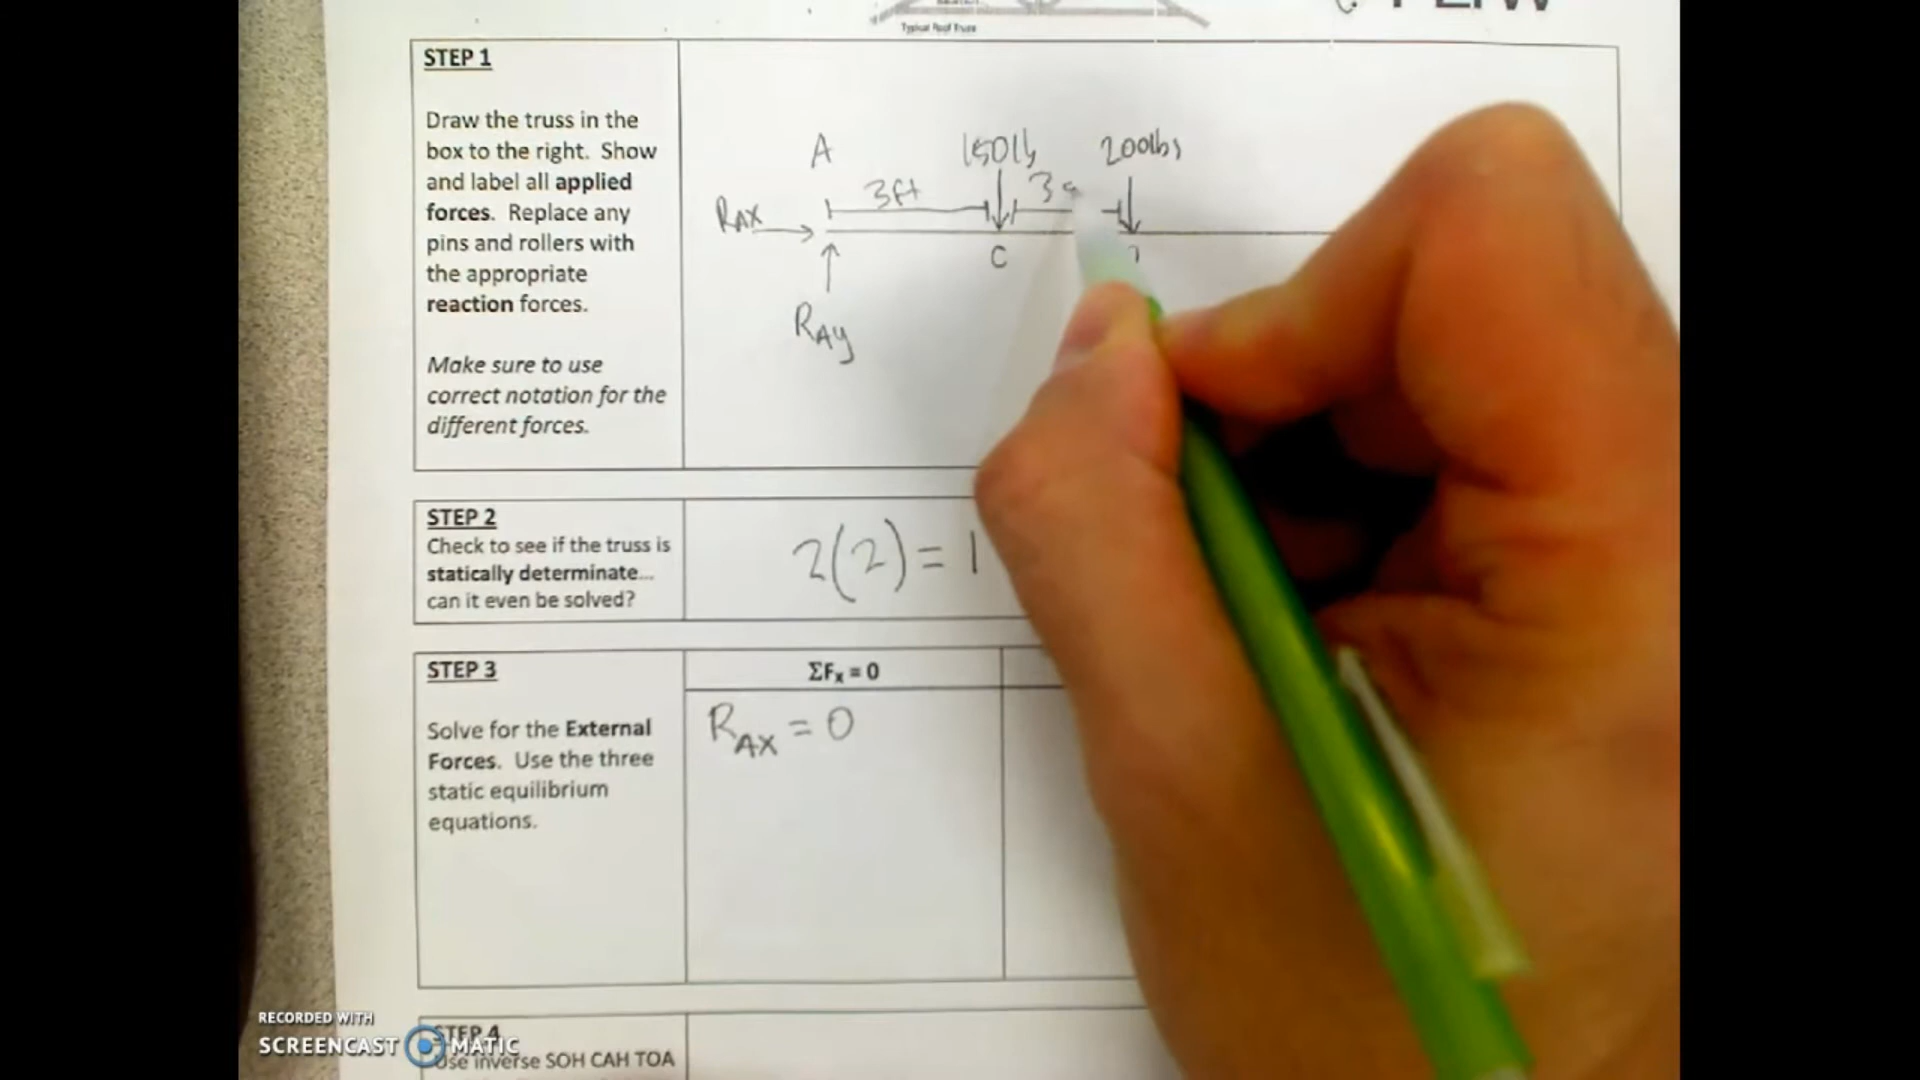 Typical Roof Truss
STEP 1
Draw the truss in the
box to the right. Show
and label all applied
forces. Replace any
pins and rollers with
the appropriate
reaction forces.
Make sure to use
correct notation for the
different forces.
A
150lb
200lbs
3ft
3
RAX
C
RAy
STEP 2
Check to see if the truss is
statically determinate...
can it even be solved?
2(2) = 1
STEP 3
Solve for the External
Forces. Use the three
static equilibrium
equations.
ΣFx = 0
RAX = 0
STEP 4
Use inverse SOH CAH TOA
RECORDED WITH
SCREENCAST MATIC